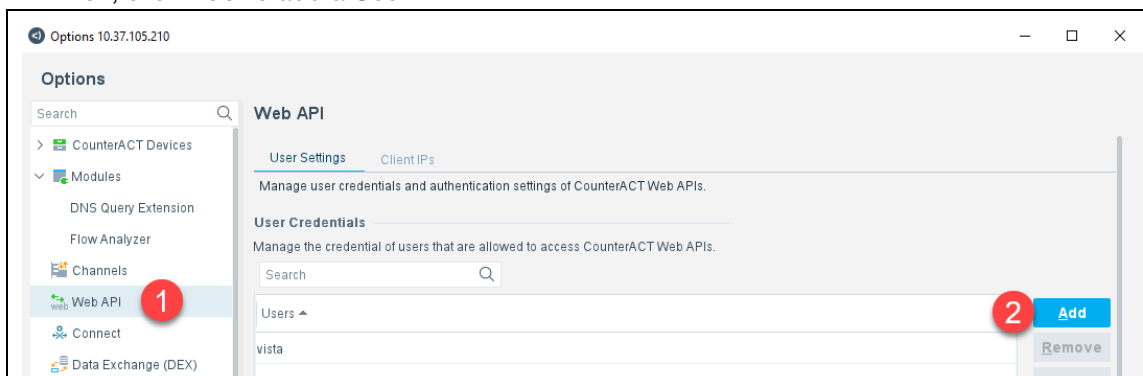 Options 10.37.105.210
Options
Search
Web API
CounterACT Devices
User Settings
Client IPs
Modules
Manage user credentials and authentication settings of CounterACT Web APIs.
DNS Query Extension
User Credentials
Flow Analyzer
Manage the credential of users that are allowed to access CounterACT Web APIs.
Channels
Search
web Web API
1
Users
2
Add
Connect
vista
Remove
Data Exchange (DEX)